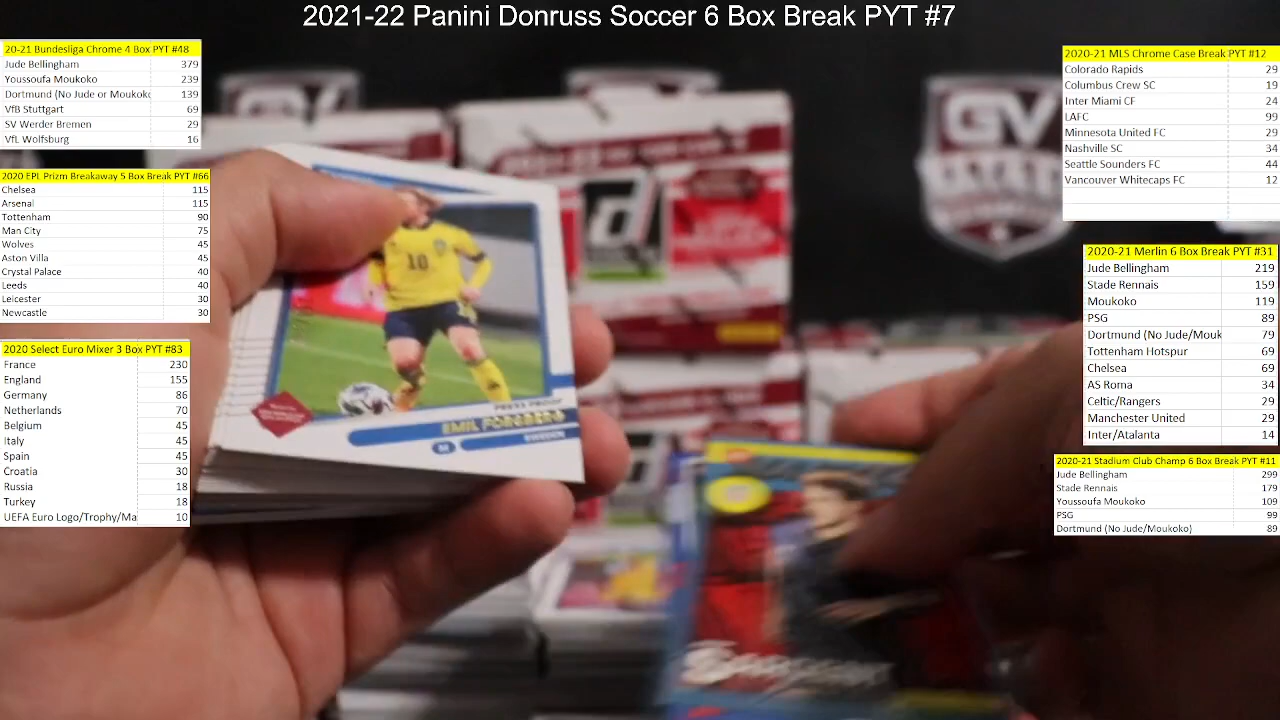 2021-22 Panini Donruss Soccer 6 Box Break PYT #7
20-21 Bundesliga Chrome 4 Box PYT #48
Jude Bellingham 379
Youssoufa Moukoko 239
Dortmund (No Jude or Moukoko 139
VfB Stuttgart 69
SV Werder Bremen 29
VfL Wolfsburg 16
2020 EPL Prizm Breakaway 5 Box Break PYT #66
Chelsea 115
Arsenal 115
Tottenham 90
Man City 75
Wolves 45
Aston Villa 45
Crystal Palace 40
Leeds 40
Leicester 30
Newcastle 30
2020 Select Euro Mixer 3 Box PYT #83
France 230
England 155
Germany 86
Netherlands 70
Belgium 45
Italy 45
Spain 45
Croatia 30
Russia 18
Turkey 18
UEFA Euro Logo/Trophy/Ma 10
2020-21 MLS Chrome Case Break PYT #12
Colorado Rapids 29
Columbus Crew SC 19
Inter Miami CF 24
LAFC 99
Minnesota United FC 29
Nashville SC 34
Seattle Sounders FC 44
Vancouver Whitecaps FC 12
2020-21 Merlin 6 Box Break PYT #31
Jude Bellingham 219
Stade Rennais 159
Moukoko 119
PSG 89
Dortmund (No Jude/Mouk 79
Tottenham Hotspur 69
Chelsea 69
AS Roma 34
Celtic/Rangers 29
Manchester United 29
Inter/Atalanta 14
2020-21 Stadium Club Champ 6 Box Break PYT #11
Jude Bellingham 299
Stade Rennais 179
Youssoufa Moukoko 109
PSG 99
Dortmund (No Jude/Moukoko) 89
10
PRESS PROOF
EMIL FORSBERG
SWEDEN
GV
d